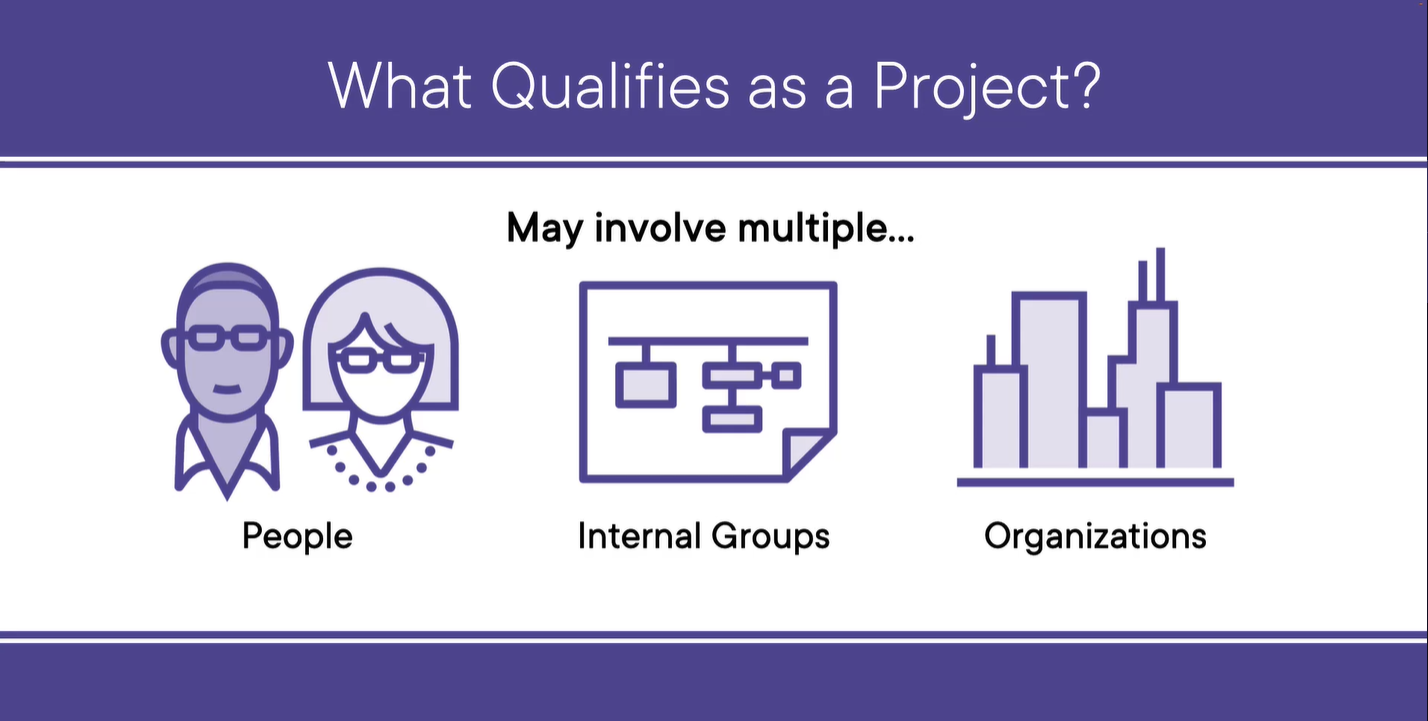 What Qualifies as a Project?
May involve multiple...
People
Internal Groups
Organizations